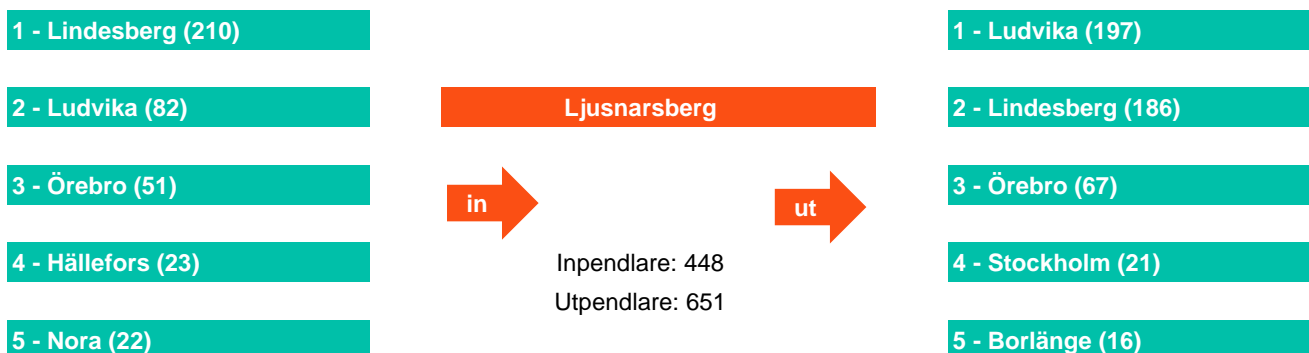 1 - Lindesberg (210)
2 - Ludvika (82)
3 - Örebro (51)
4 - Hällefors (23)
5 - Nora (22)
Ljusnarsberg
in
ut
Inpendlare: 448
Utpendlare: 651
1 - Ludvika (197)
2 - Lindesberg (186)
3 - Örebro (67)
4 - Stockholm (21)
5 - Borlänge (16)